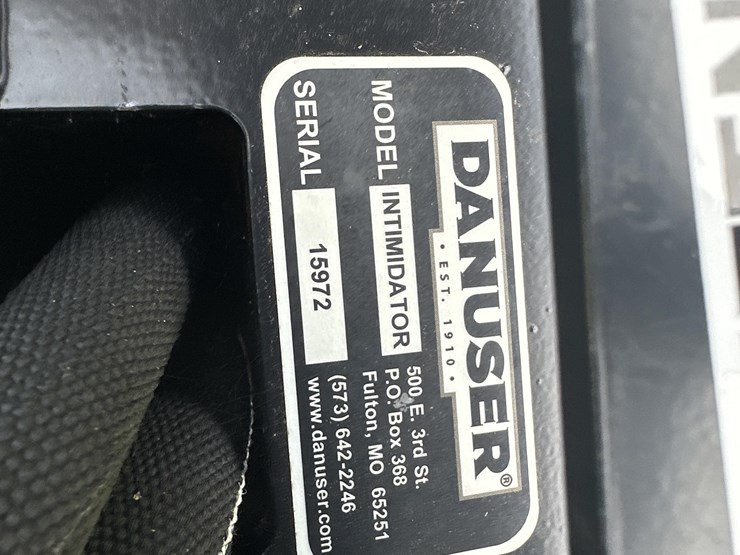 DANUSER®
• EST. 1910 •
MODEL INTIMIDATOR
SERIAL 15972
500 E. 3rd St.
P.O. Box 368
Fulton, MO 65251
(573) 642-2246
www.danuser.com